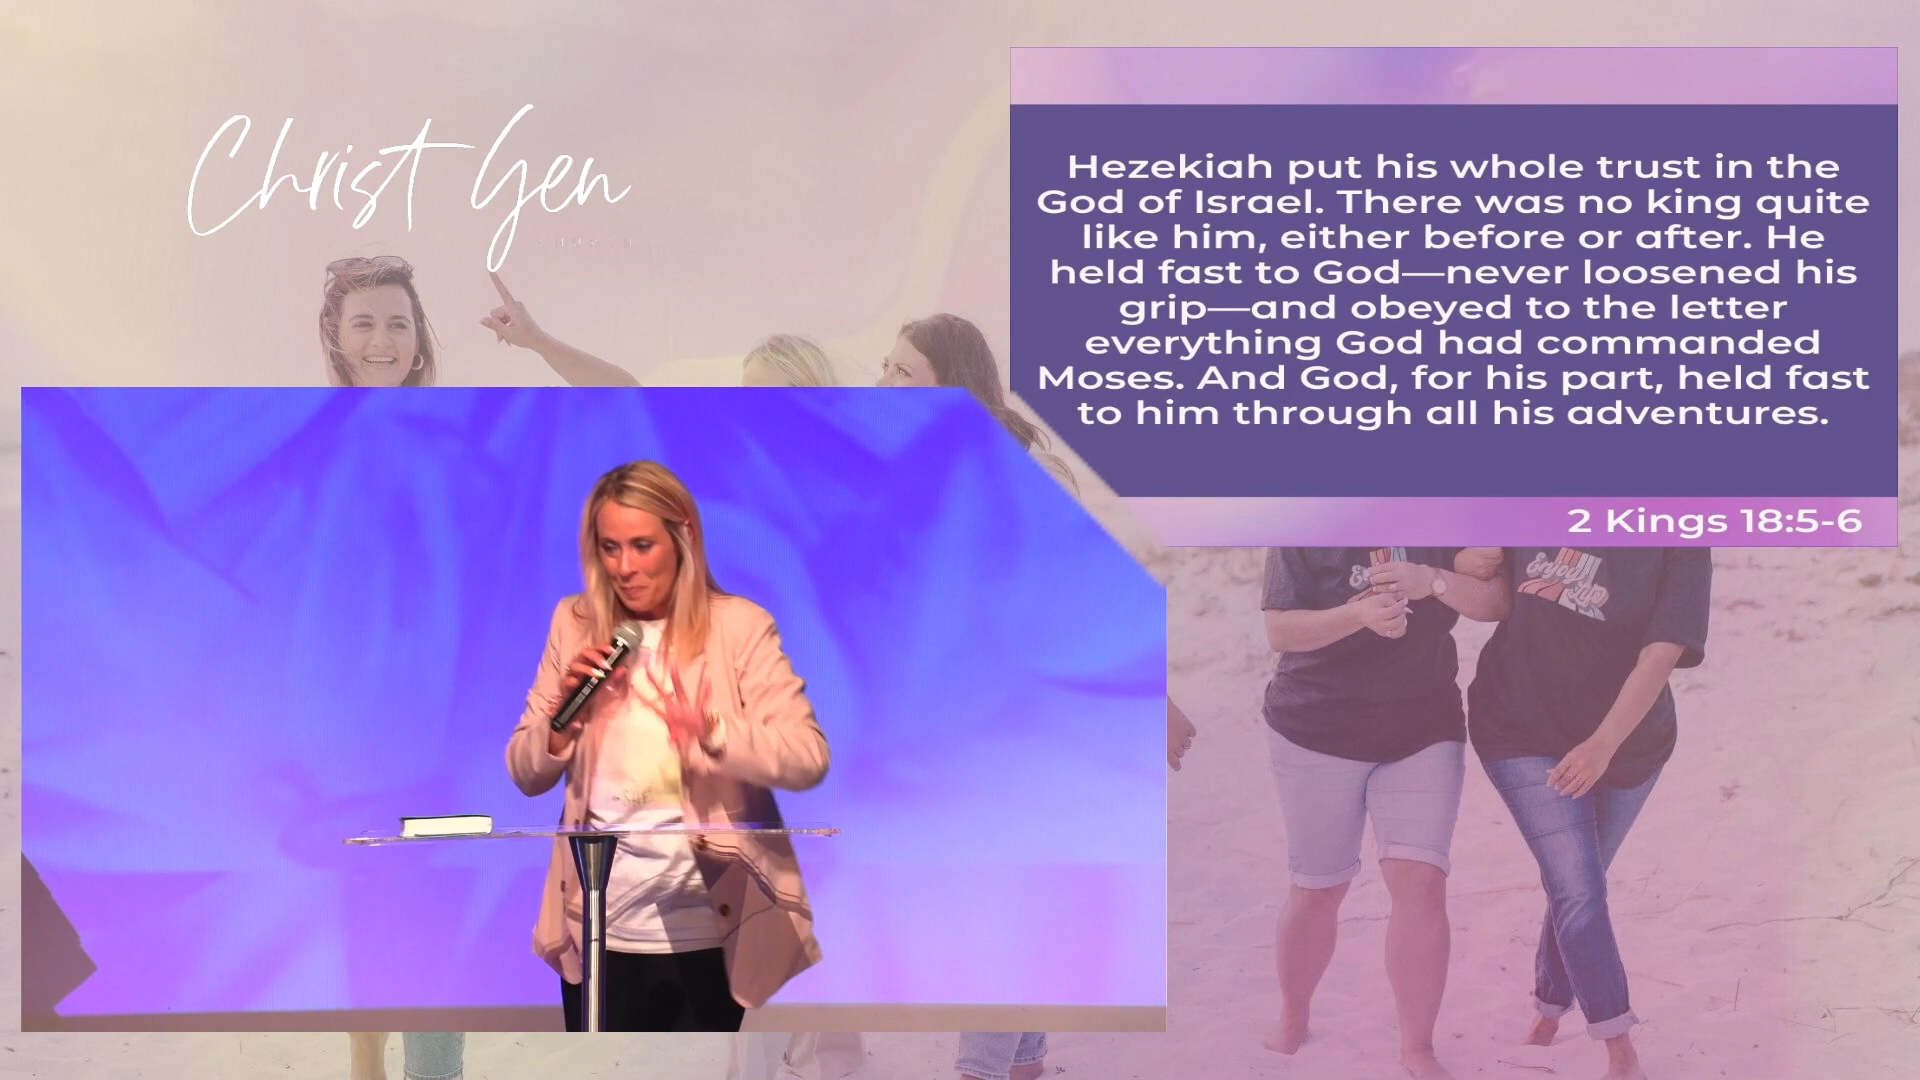 Christ Gen
CHURCH
Hezekiah put his whole trust in the
God of Israel. There was no king quite
like him, either before or after. He
held fast to God—never loosened his
grip—and obeyed to the letter
everything God had commanded
Moses. And God, for his part, held fast
to him through all his adventures.
2 Kings 18:5-6
Enjoy
Life